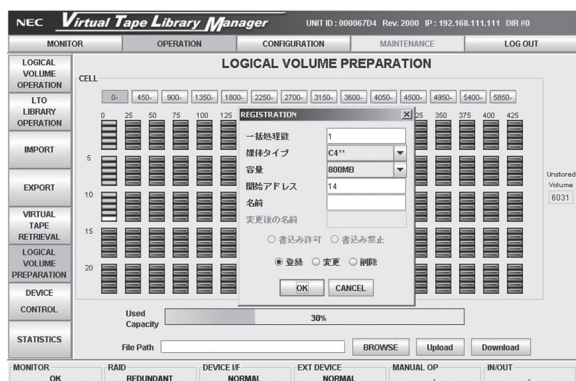 NEC Virtual Tape Library Manager UNIT ID : 000067D4 Rev. 2000 IP : 192.168.111.111 DIR #0
MONITOR OPERATION CONFIGURATION MAINTENANCE LOG OUT
LOGICAL VOLUME OPERATION
LTO LIBRARY OPERATION
IMPORT
EXPORT
VIRTUAL TAPE RETRIEVAL
LOGICAL VOLUME PREPARATION
DEVICE CONTROL
STATISTICS
LOGICAL VOLUME PREPARATION
CELL
0- 450- 900- 1350- 1800- 2250- 2700- 3150- 3600- 4050- 4500- 4950- 5400- 5850-
0 25 50 75 100 125 25 350 375 400 425
5
10
15
20
REGISTRATION
一括処理数 1
媒体タイプ C4**
容量 800MB
開始アドレス 14
名前
変更後の名前
書込み許可 書込み禁止
登録 変更 削除
OK CANCEL
Unstored
Volume
6031
Used Capacity 30%
File Path BROWSE Upload Download
MONITOR RAID DEVICE I/F EXT DEVICE MANUAL OP IN/OUT
OK REDUNDANT NORMAL NORMAL - -